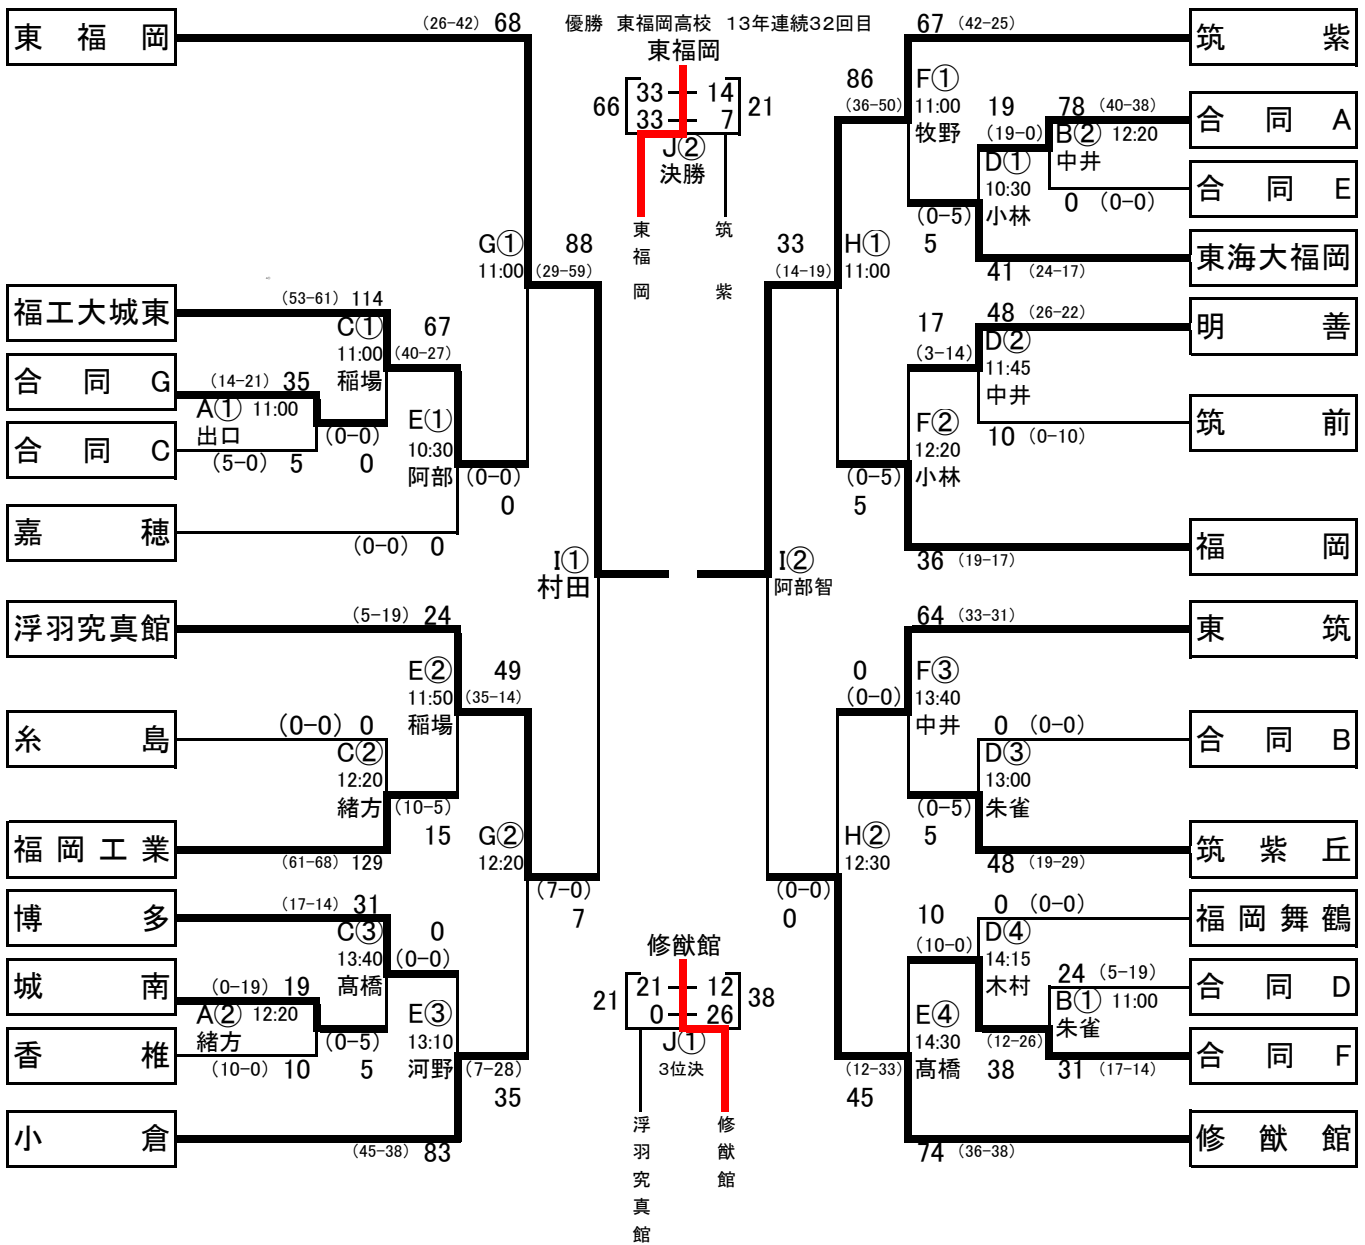 優勝 東福岡高校 13年連続32回目
東福岡
66 33 14 21
33 7
J②
決勝
東福岡
筑紫
東福岡
(26-42) 68
G①
11:00
88
(29-59)
福工大城東
(53-61) 114
C①
11:00
稲場
67
(40-27)
合同G
(14-21) 35
A① 11:00
出口
合同C
(5-0) 5
(0-0)
0
E①
10:30
阿部
(0-0)
0
嘉穂
(0-0) 0
I①
村田
浮羽究真館
(5-19) 24
E②
11:50
稲場
49
(35-14)
糸島
(0-0) 0
C②
12:20
緒方
(10-5)
15
福岡工業
(61-68) 129
G②
12:20
(7-0)
7
博多
(17-14) 31
C③
13:40
髙橋
0
(0-0)
城南
(0-19) 19
A② 12:20
緒方
香椎
(10-0) 10
(0-5)
5
E③
13:10
河野
(7-28)
35
小倉
(45-38) 83
修猷館
21 21 12 38
0 26
J①
3位決
浮羽究真館
修猷館
67 (42-25)
筑紫
86
(36-50)
F①
11:00
牧野
19
(19-0)
78 (40-38)
合同A
B② 12:20
中井
D①
10:30
小林
0 (0-0)
合同E
(0-5)
5
41 (24-17)
東海大福岡
33
(14-19)
H①
11:00
17
(3-14)
48 (26-22)
明善
D②
11:45
中井
10 (0-10)
筑前
F②
12:20
小林
(0-5)
5
36 (19-17)
福岡
I②
阿部智
64 (33-31)
東筑
0
(0-0)
F③
13:40
中井
0 (0-0)
合同B
D③
13:00
朱雀
(0-5)
5
48 (19-29)
筑紫丘
H②
12:30
(0-0)
0
10
(10-0)
0 (0-0)
福岡舞鶴
D④
14:15
木村
24 (5-19)
合同D
B① 11:00
朱雀
E④
14:30
髙橋
(12-26)
38
31 (17-14)
合同F
(12-33)
45
74 (36-38)
修猷館